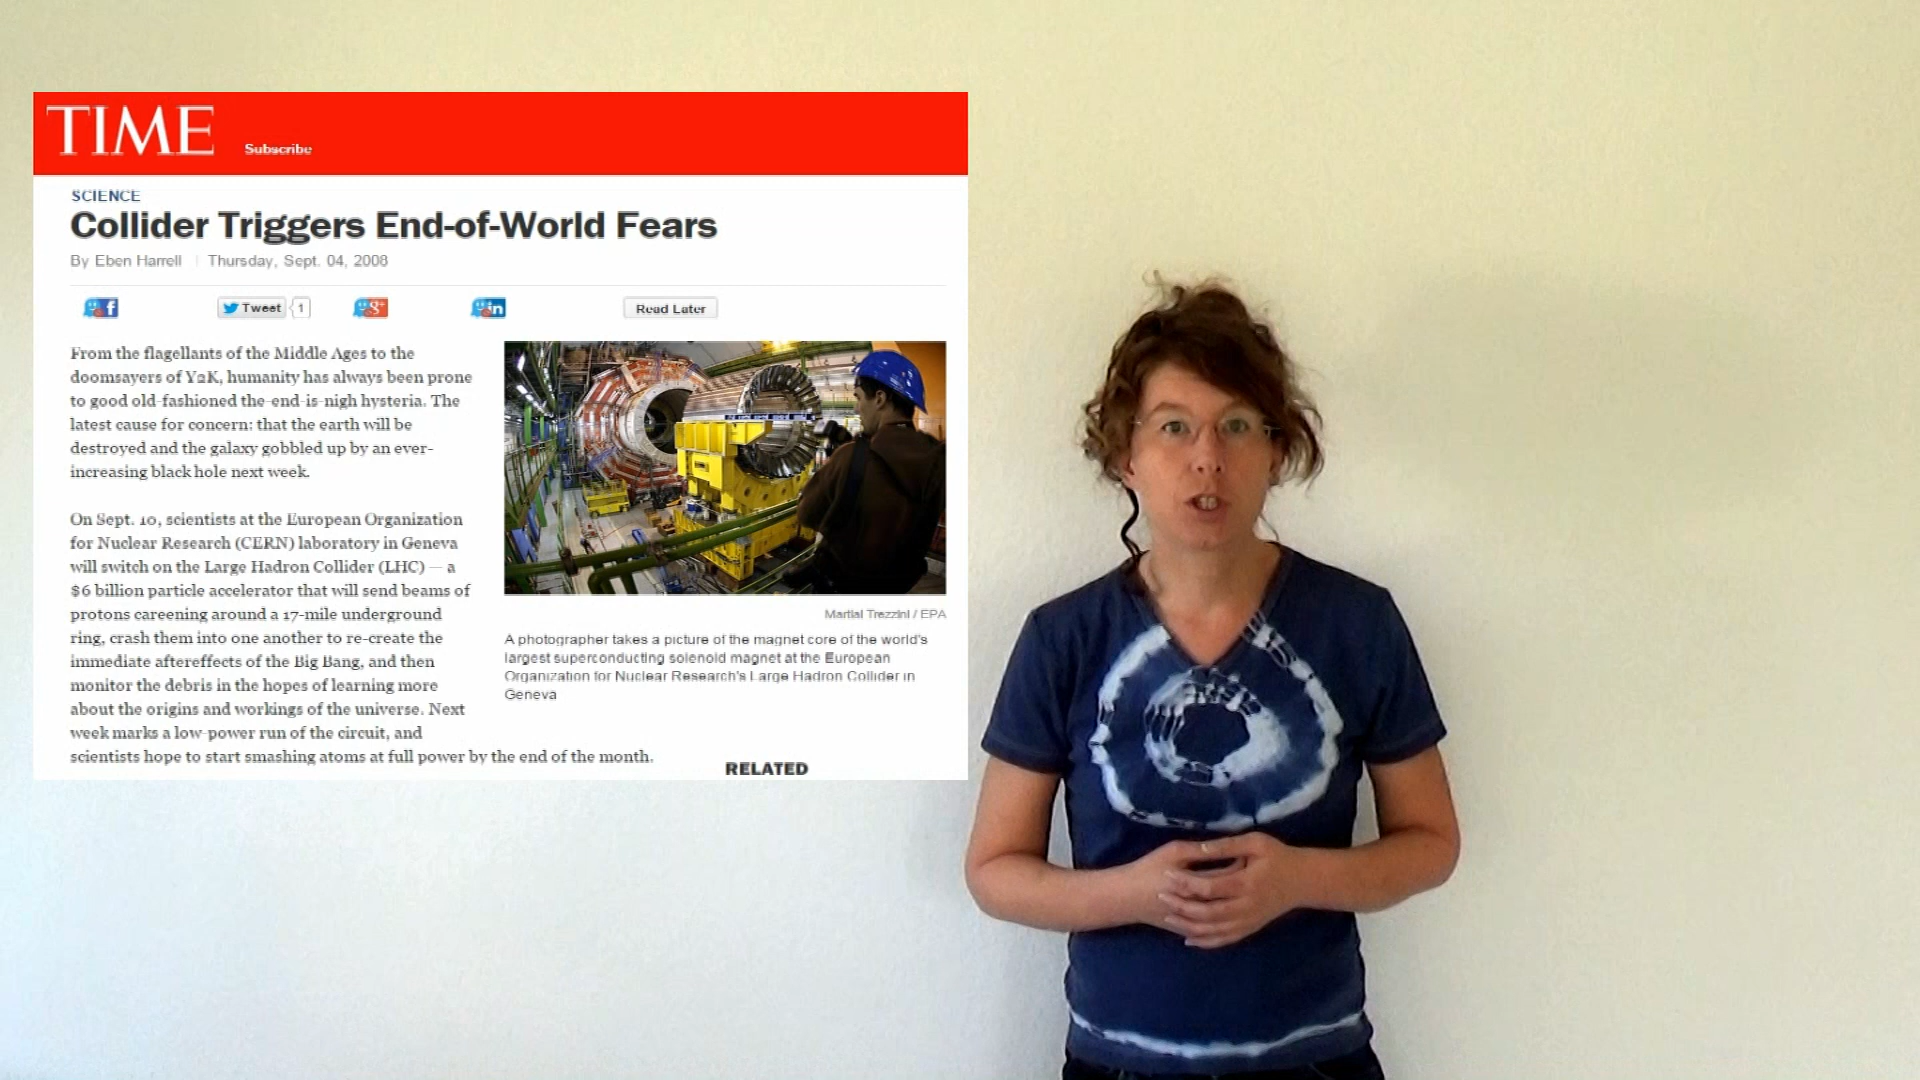 TIME
Subscribe
SCIENCE
Collider Triggers End-of-World Fears
By Eben Harrell | Thursday, Sept. 04, 2008
f
Tweet
1
g+
in
Read Later
From the flagellants of the Middle Ages to the
doomsayers of Y2K, humanity has always been prone
to good old-fashioned the-end-is-nigh hysteria. The
latest cause for concern: that the earth will be
destroyed and the galaxy gobbled up by an ever-
increasing black hole next week.
On Sept. 10, scientists at the European Organization
for Nuclear Research (CERN) laboratory in Geneva
will switch on the Large Hadron Collider (LHC) — a
$6 billion particle accelerator that will send beams of
protons careening around a 17-mile underground
ring, crash them into one another to re-create the
immediate aftereffects of the Big Bang, and then
monitor the debris in the hopes of learning more
about the origins and workings of the universe. Next
week marks a low-power run of the circuit, and
scientists hope to start smashing atoms at full power by the end of the month.
Martial Trezzini / EPA
A photographer takes a picture of the magnet core of the world's
largest superconducting solenoid magnet at the European
Organization for Nuclear Research's Large Hadron Collider in
Geneva
RELATED